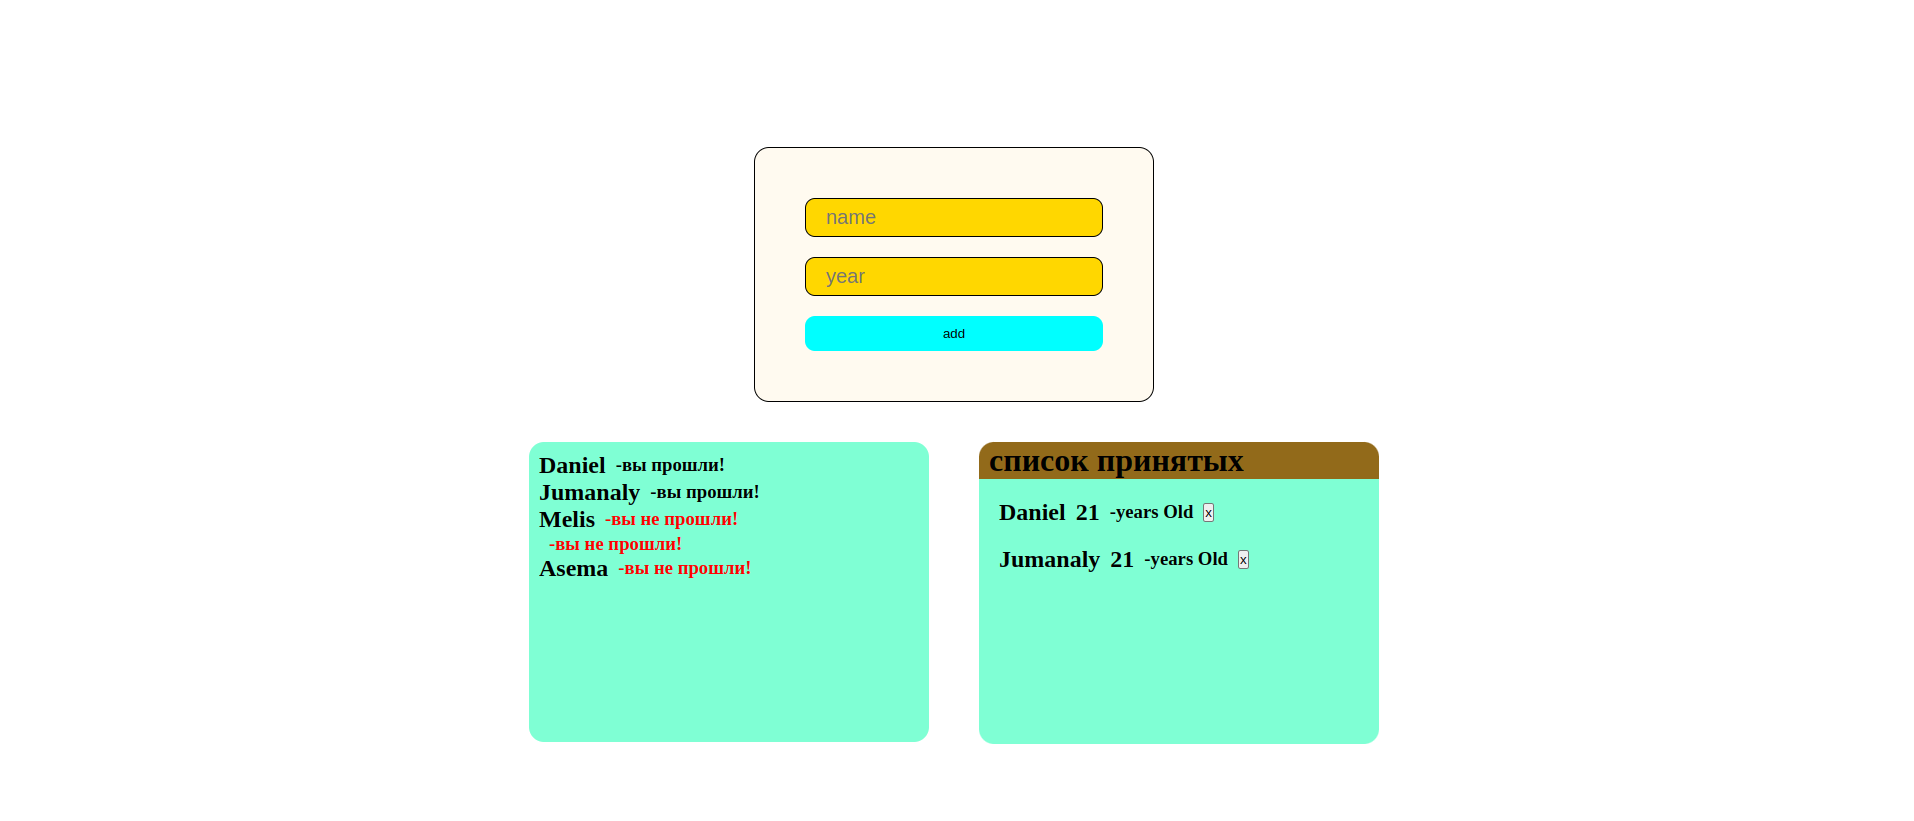 name
year
add
Daniel -вы прошли!
Jumanaly -вы прошли!
Melis -вы не прошли!
-вы не прошли!
Asema -вы не прошли!
список принятых
Daniel 21 -years Old x
Jumanaly 21 -years Old x